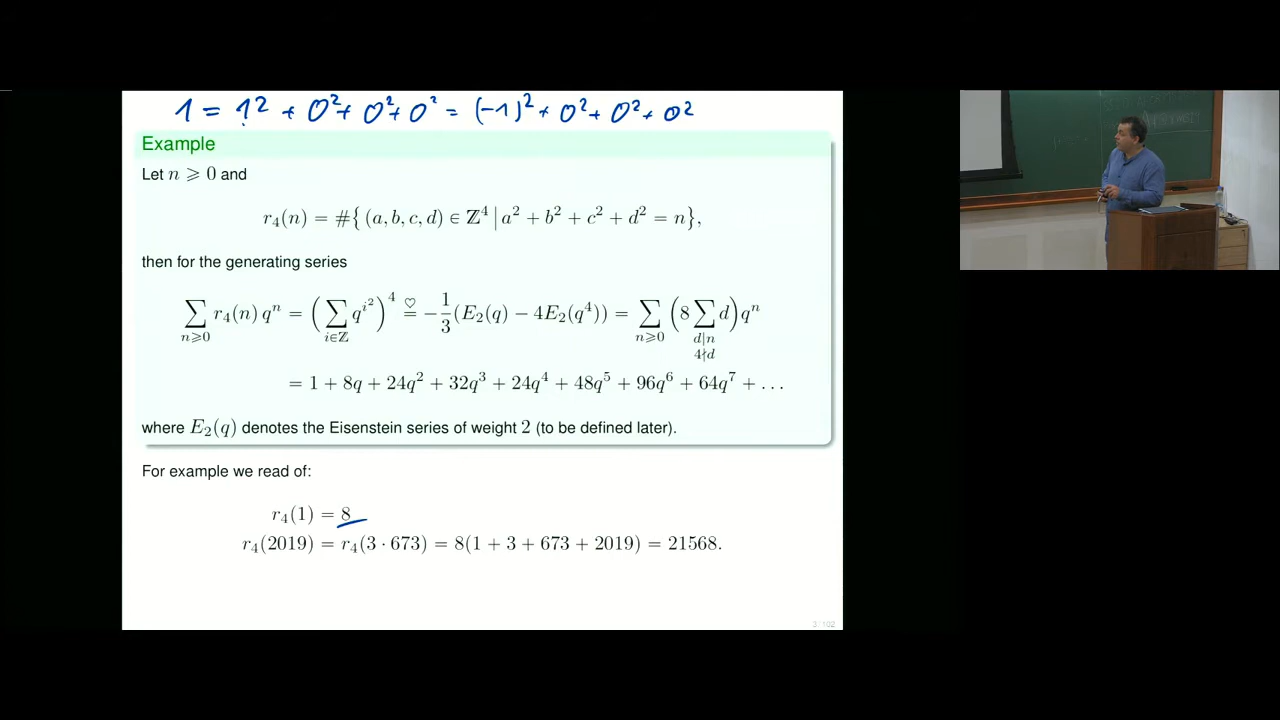 1 = 1² + 0² + 0² + 0² = (-1)² + 0² + 0² + 0²
Example
Let n ⩾ 0 and
r₄(n) = #{ (a, b, c, d) ∈ ℤ⁴ | a² + b² + c² + d² = n},
then for the generating series
∑_{n⩾0} r₄(n) qⁿ = (∑_{i∈ℤ} q^{i²})⁴ =^♡ −1/3 (E₂(q) − 4E₂(q⁴)) = ∑_{n⩾0} (8 ∑_{d|n, 4∤d} d) qⁿ
= 1 + 8q + 24q² + 32q³ + 24q⁴ + 48q⁵ + 96q⁶ + 64q⁷ + . . .
where E₂(q) denotes the Eisenstein series of weight 2 (to be defined later).
For example we read of:
r₄(1) = 8
r₄(2019) = r₄(3 · 673) = 8(1 + 3 + 673 + 2019) = 21568.
3 / 102